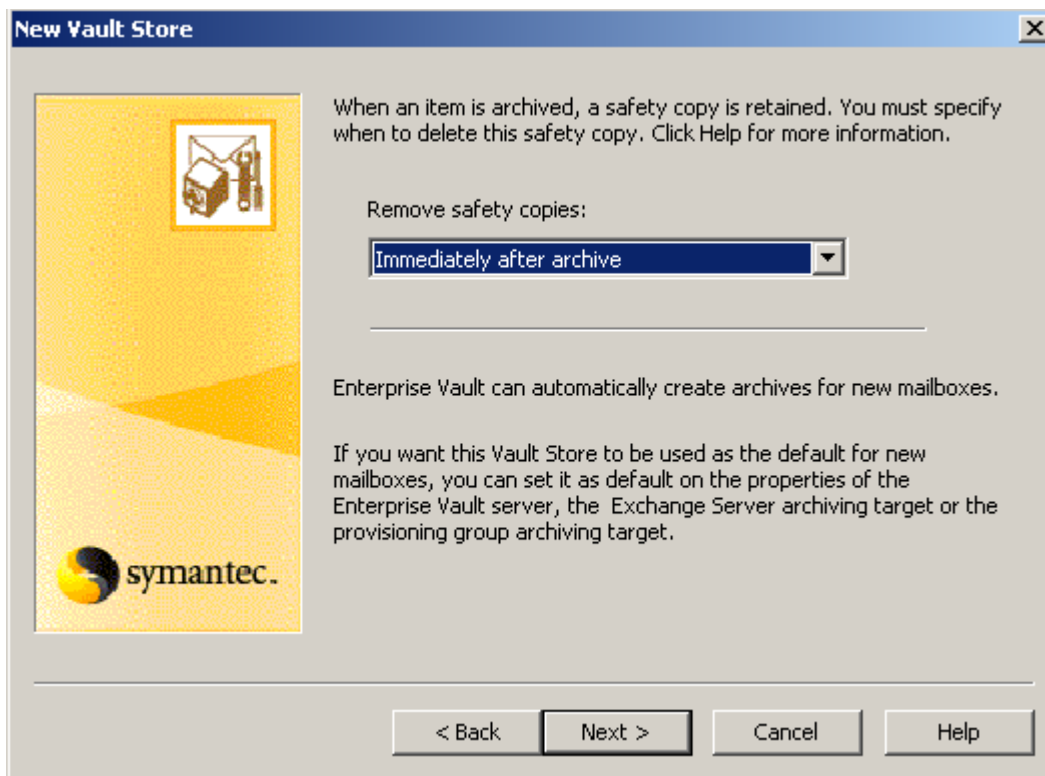 New Vault Store
When an item is archived, a safety copy is retained. You must specify
when to delete this safety copy. Click Help for more information.
Remove safety copies:
Immediately after archive
Enterprise Vault can automatically create archives for new mailboxes.
If you want this Vault Store to be used as the default for new
mailboxes, you can set it as default on the properties of the
Enterprise Vault server, the Exchange Server archiving target or the
provisioning group archiving target.
symantec.
< Back
Next >
Cancel
Help